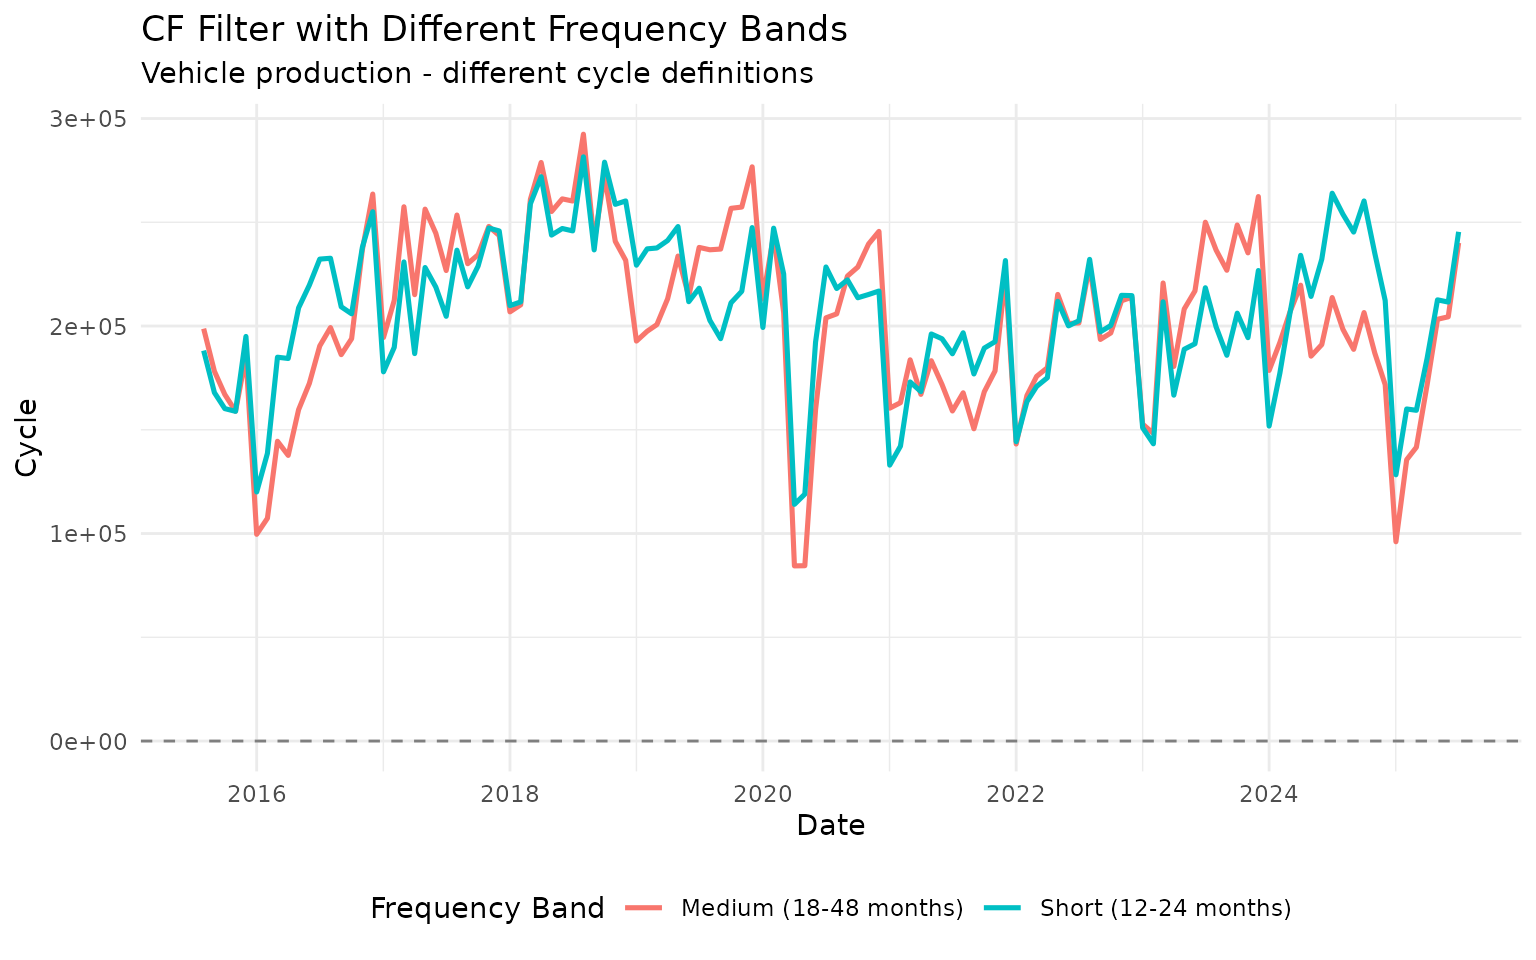 CF Filter with Different Frequency Bands
Vehicle production - different cycle definitions
3e+05
2e+05
1e+05
0e+00
Cycle
2016 2018 2020 2022 2024
Date
Frequency Band Medium (18-48 months) Short (12-24 months)